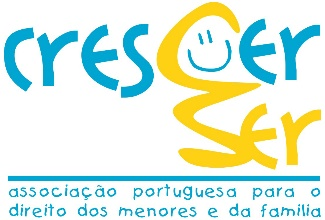 crescer
ser
associação portuguesa para o
direito dos menores e da família